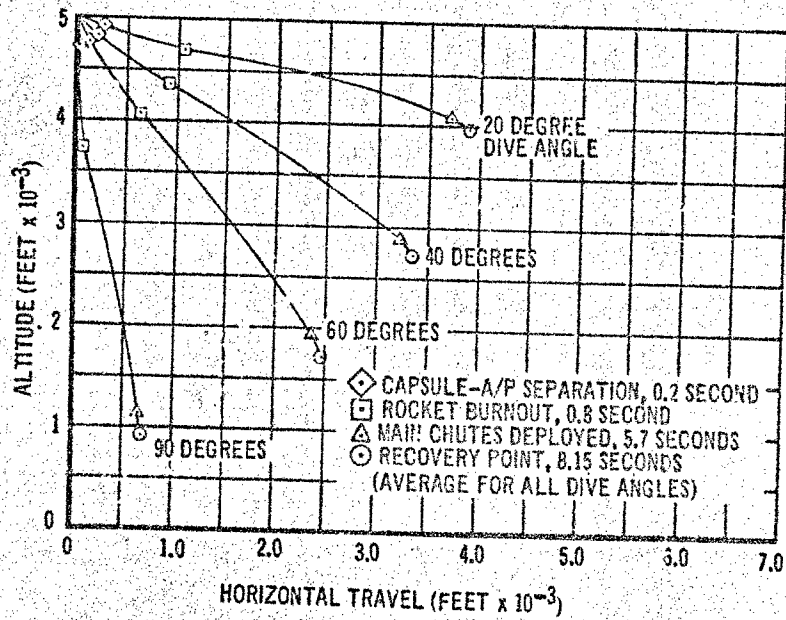 5
4
3
2
1
0
ALTITUDE (FEET x 10⁻³)
20 DEGREE
DIVE ANGLE
40 DEGREES
60 DEGREES
90 DEGREES
CAPSULE-A/P SEPARATION, 0.2 SECOND
ROCKET BURNOUT, 0.8 SECOND
MAIN CHUTES DEPLOYED, 5.7 SECONDS
RECOVERY POINT, 8.15 SECONDS
(AVERAGE FOR ALL DIVE ANGLES)
0 1.0 2.0 3.0 4.0 5.0 6.0 7.0
HORIZONTAL TRAVEL (FEET x 10⁻³)